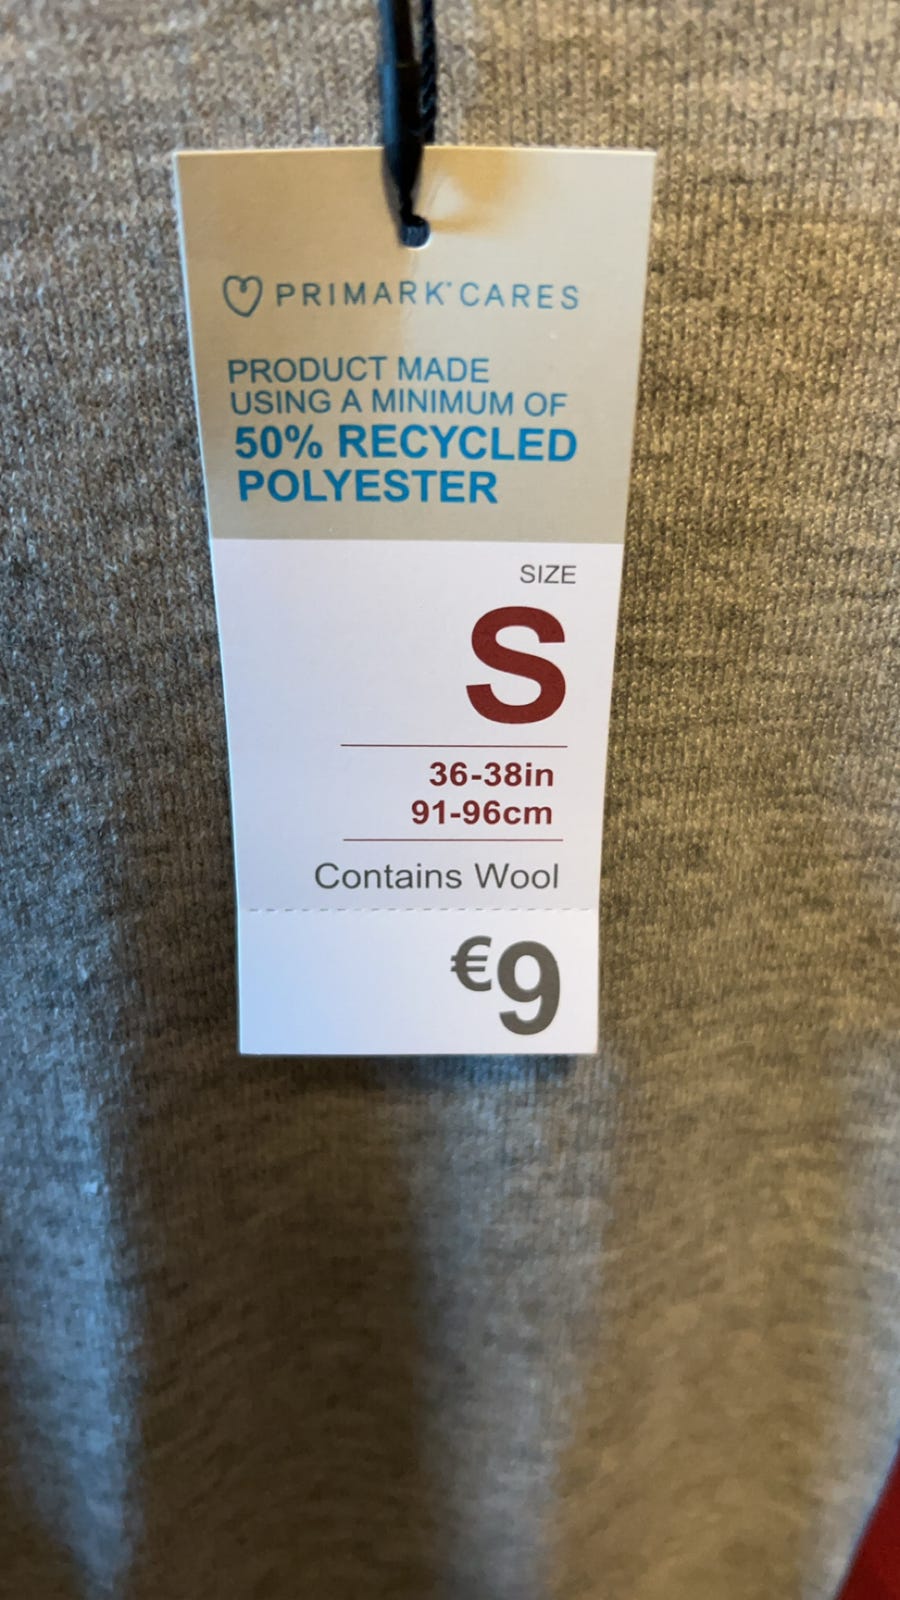 PRIMARK® CARES
PRODUCT MADE
USING A MINIMUM OF
50% RECYCLED
POLYESTER
SIZE
S
36-38in
91-96cm
Contains Wool
€9